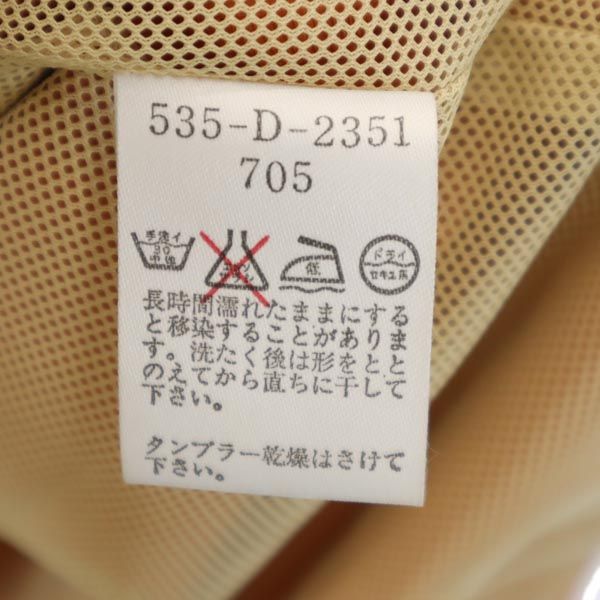 535-D-2351
705
手洗イ
30
中性
低
ドライ
セキユ系
長時間濡れたままにする
と移染することがありま
す。洗たく後は形をとと
のえてから直ちに干して
下さい。
タンブラー乾燥はさけて
下さい。